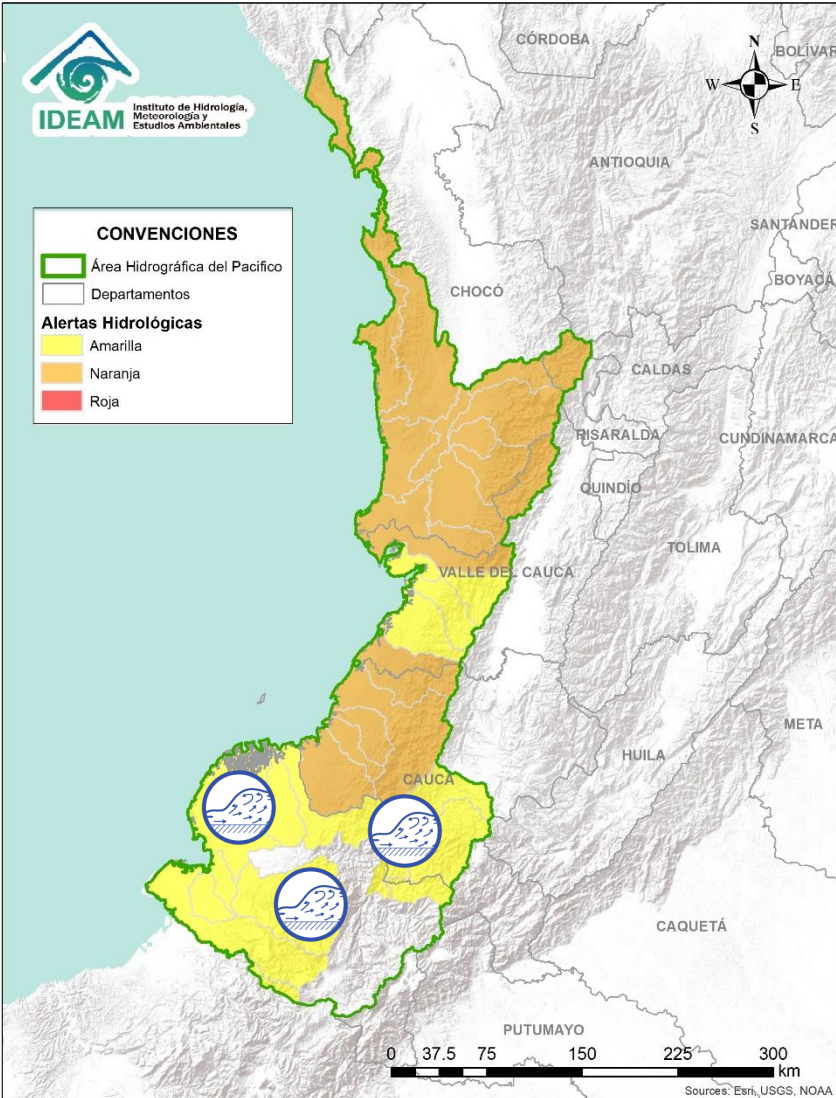 IDEAM
Instituto de Hidrología,
Meteorología y
Estudios Ambientales
CONVENCIONES
Área Hidrográfica del Pacifico
Departamentos
Alertas Hidrológicas
Amarilla
Naranja
Roja
N
W
E
S
CÓRDOBA
BOLÍVAR
ANTIOQUIA
SANTANDER
BOYACÁ
CHOCÓ
CALDAS
RISARALDA
CUNDINAMARCA
QUINDÍO
TOLIMA
VALLE DEL CAUCA
META
HUILA
CAUCA
CAQUETÁ
PUTUMAYO
0 37.5 75 150 225 300
km
Sources: Esri, USGS, NOAA